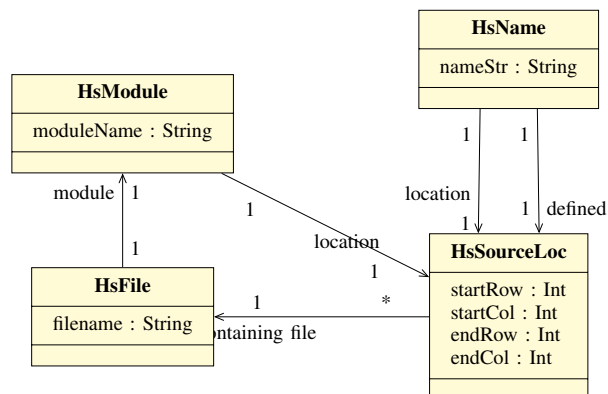 HsName
nameStr : String
HsModule
moduleName : String
1
1
module
1
location
1
location
1
1
1
defined
1
HsSourceLoc
startRow : Int
startCol : Int
endRow : Int
endCol : Int
HsFile
filename : String
1
1
*
ontaining file